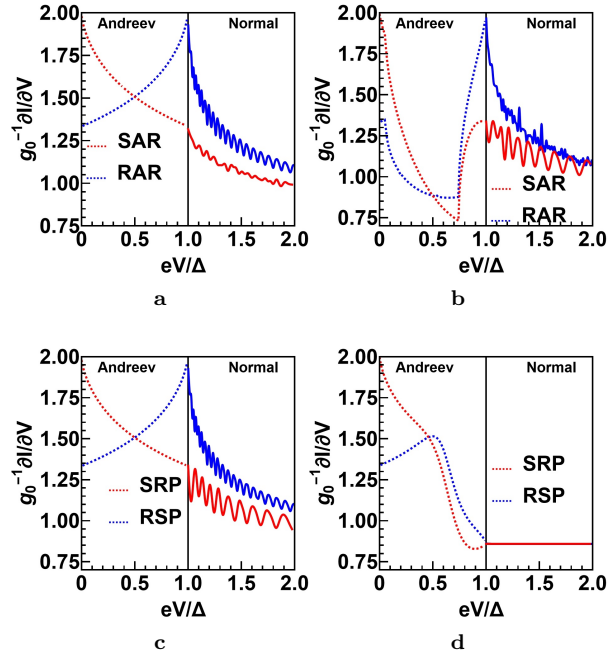 2.00
1.75
1.50
1.25
1.00
0.75
g₀⁻¹∂I/∂V
Andreev
Normal
SAR
RAR
0
0.5
1.0
1.5
2.0
eV/Δ
a
2.00
1.75
1.50
1.25
1.00
0.75
g₀⁻¹∂I/∂V
Andreev
Normal
SAR
RAR
0
0.5
1.0
1.5
2.0
eV/Δ
b
2.00
1.75
1.50
1.25
1.00
0.75
g₀⁻¹∂I/∂V
Andreev
Normal
SRP
RSP
0
0.5
1.0
1.5
2.0
eV/Δ
c
2.00
1.75
1.50
1.25
1.00
0.75
g₀⁻¹∂I/∂V
Andreev
Normal
SRP
RSP
0
0.5
1.0
1.5
2.0
eV/Δ
d